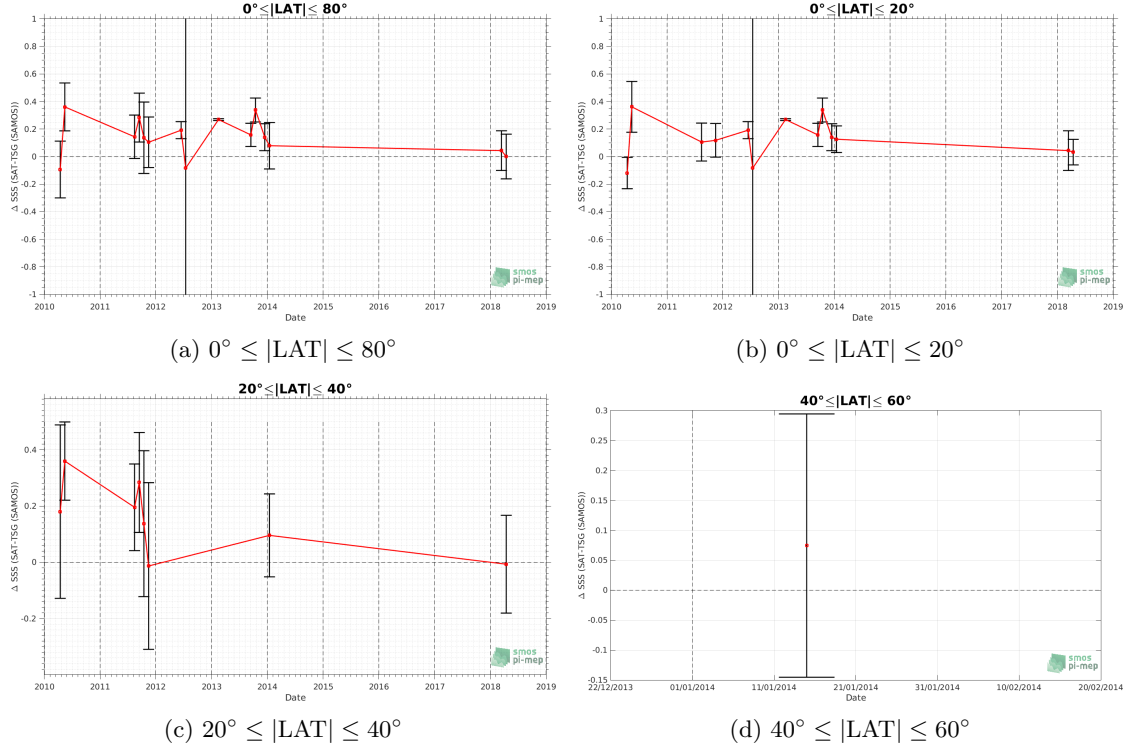 0°≤|LAT|≤ 80°
1
0.8
0.6
0.4
0.2
0
-0.2
-0.4
-0.6
-0.8
-1
Δ SSS (SAT-TSG (SAMOS))
2010 2011 2012 2013 2014 2015 2016 2017 2018 2019
Date
smos
pi-mep
(a) 0° ≤ |LAT| ≤ 80°
0°≤|LAT|≤ 20°
1
0.8
0.6
0.4
0.2
0
-0.2
-0.4
-0.6
-0.8
-1
Δ SSS (SAT-TSG (SAMOS))
2010 2011 2012 2013 2014 2015 2016 2017 2018 2019
Date
smos
pi-mep
(b) 0° ≤ |LAT| ≤ 20°
20°≤|LAT|≤ 40°
0.4
0.2
0
-0.2
Δ SSS (SAT-TSG (SAMOS))
2010 2011 2012 2013 2014 2015 2016 2017 2018 2019
Date
smos
pi-mep
(c) 20° ≤ |LAT| ≤ 40°
40°≤|LAT|≤ 60°
0.3
0.25
0.2
0.15
0.1
0.05
0
-0.05
-0.1
-0.15
Δ SSS (SAT-TSG (SAMOS))
22/12/2013 01/01/2014 11/01/2014 21/01/2014 31/01/2014 10/02/2014 20/02/2014
Date
smos
pi-mep
(d) 40° ≤ |LAT| ≤ 60°